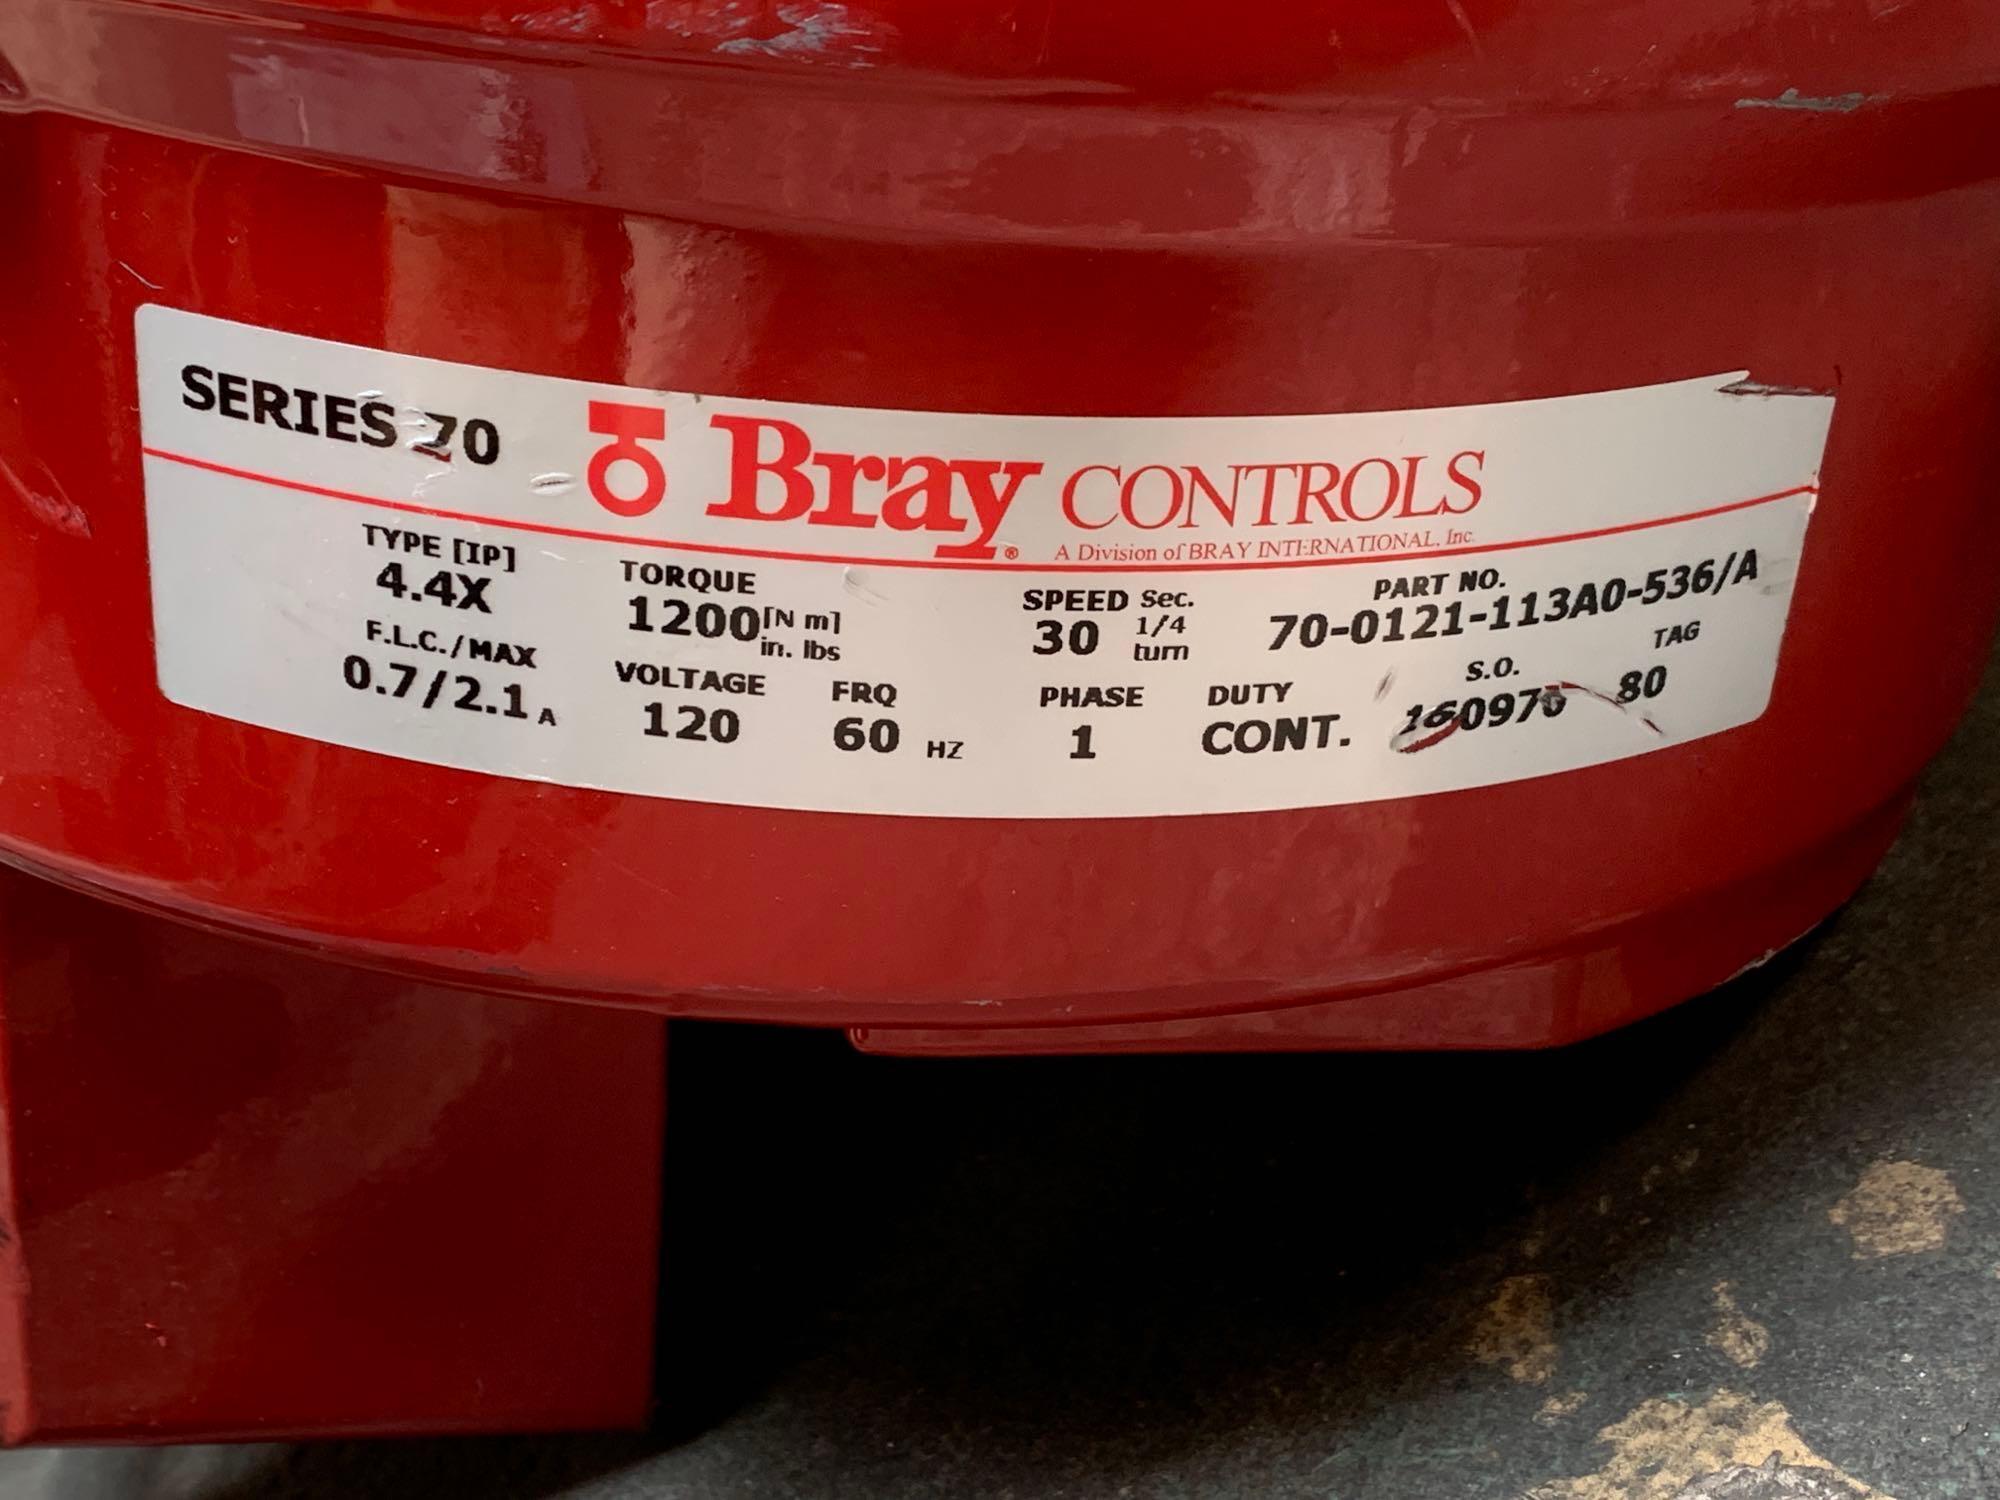 SERIES 70
Bray® CONTROLS
A Division of BRAY INTERNATIONAL, Inc.
TYPE [IP]
4.4X
TORQUE
1200 [N m]
in. lbs
SPEED Sec.
30 1/4
turn
PART NO.
70-0121-113A0-536/A
F.L.C./MAX
0.7/2.1 A
VOLTAGE
120
FRQ
60 HZ
PHASE
1
DUTY
CONT.
S.O.
TAG
80